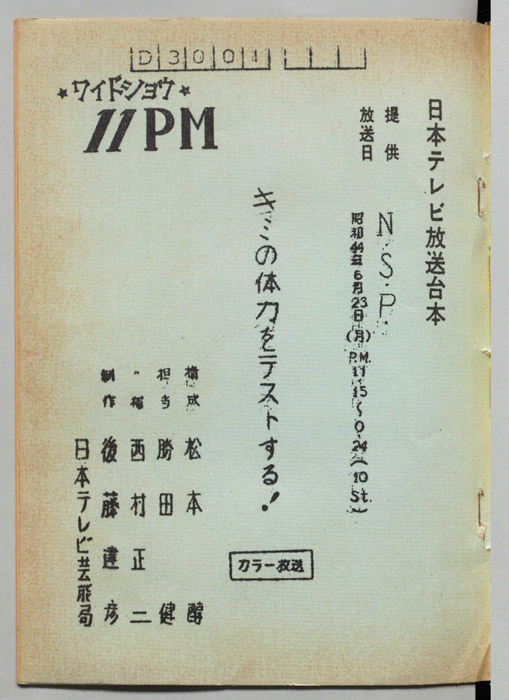 D3001
★ワイドショウ★
11PM
日本テレビ放送台本
提供 N.S.P.
放送日 昭和44年6月23日(月)P.M.11.15〜0.24(10St.)
キミの体力をテストする!
カラー放送
構成 松本 醇
担当 勝田 健
〃 西村正二
制作 後藤達彦
日本テレビ芸能局